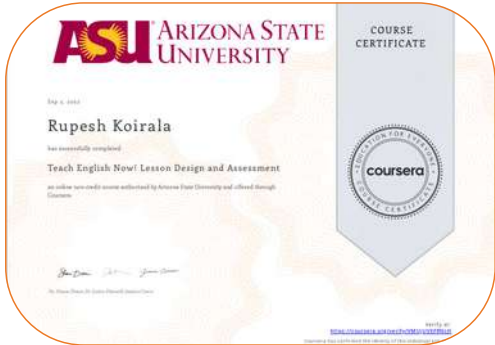 ASU ARIZONA STATE
UNIVERSITY
COURSE
CERTIFICATE
Rupesh Koirala
has successfully completed
Teach English Now! Lesson Design and Assessment
an online non-credit course authorized by Arizona State University and offered through
Coursera
EDUCATION FOR EVERYONE
coursera
COURSE CERTIFICATE
Verify at: